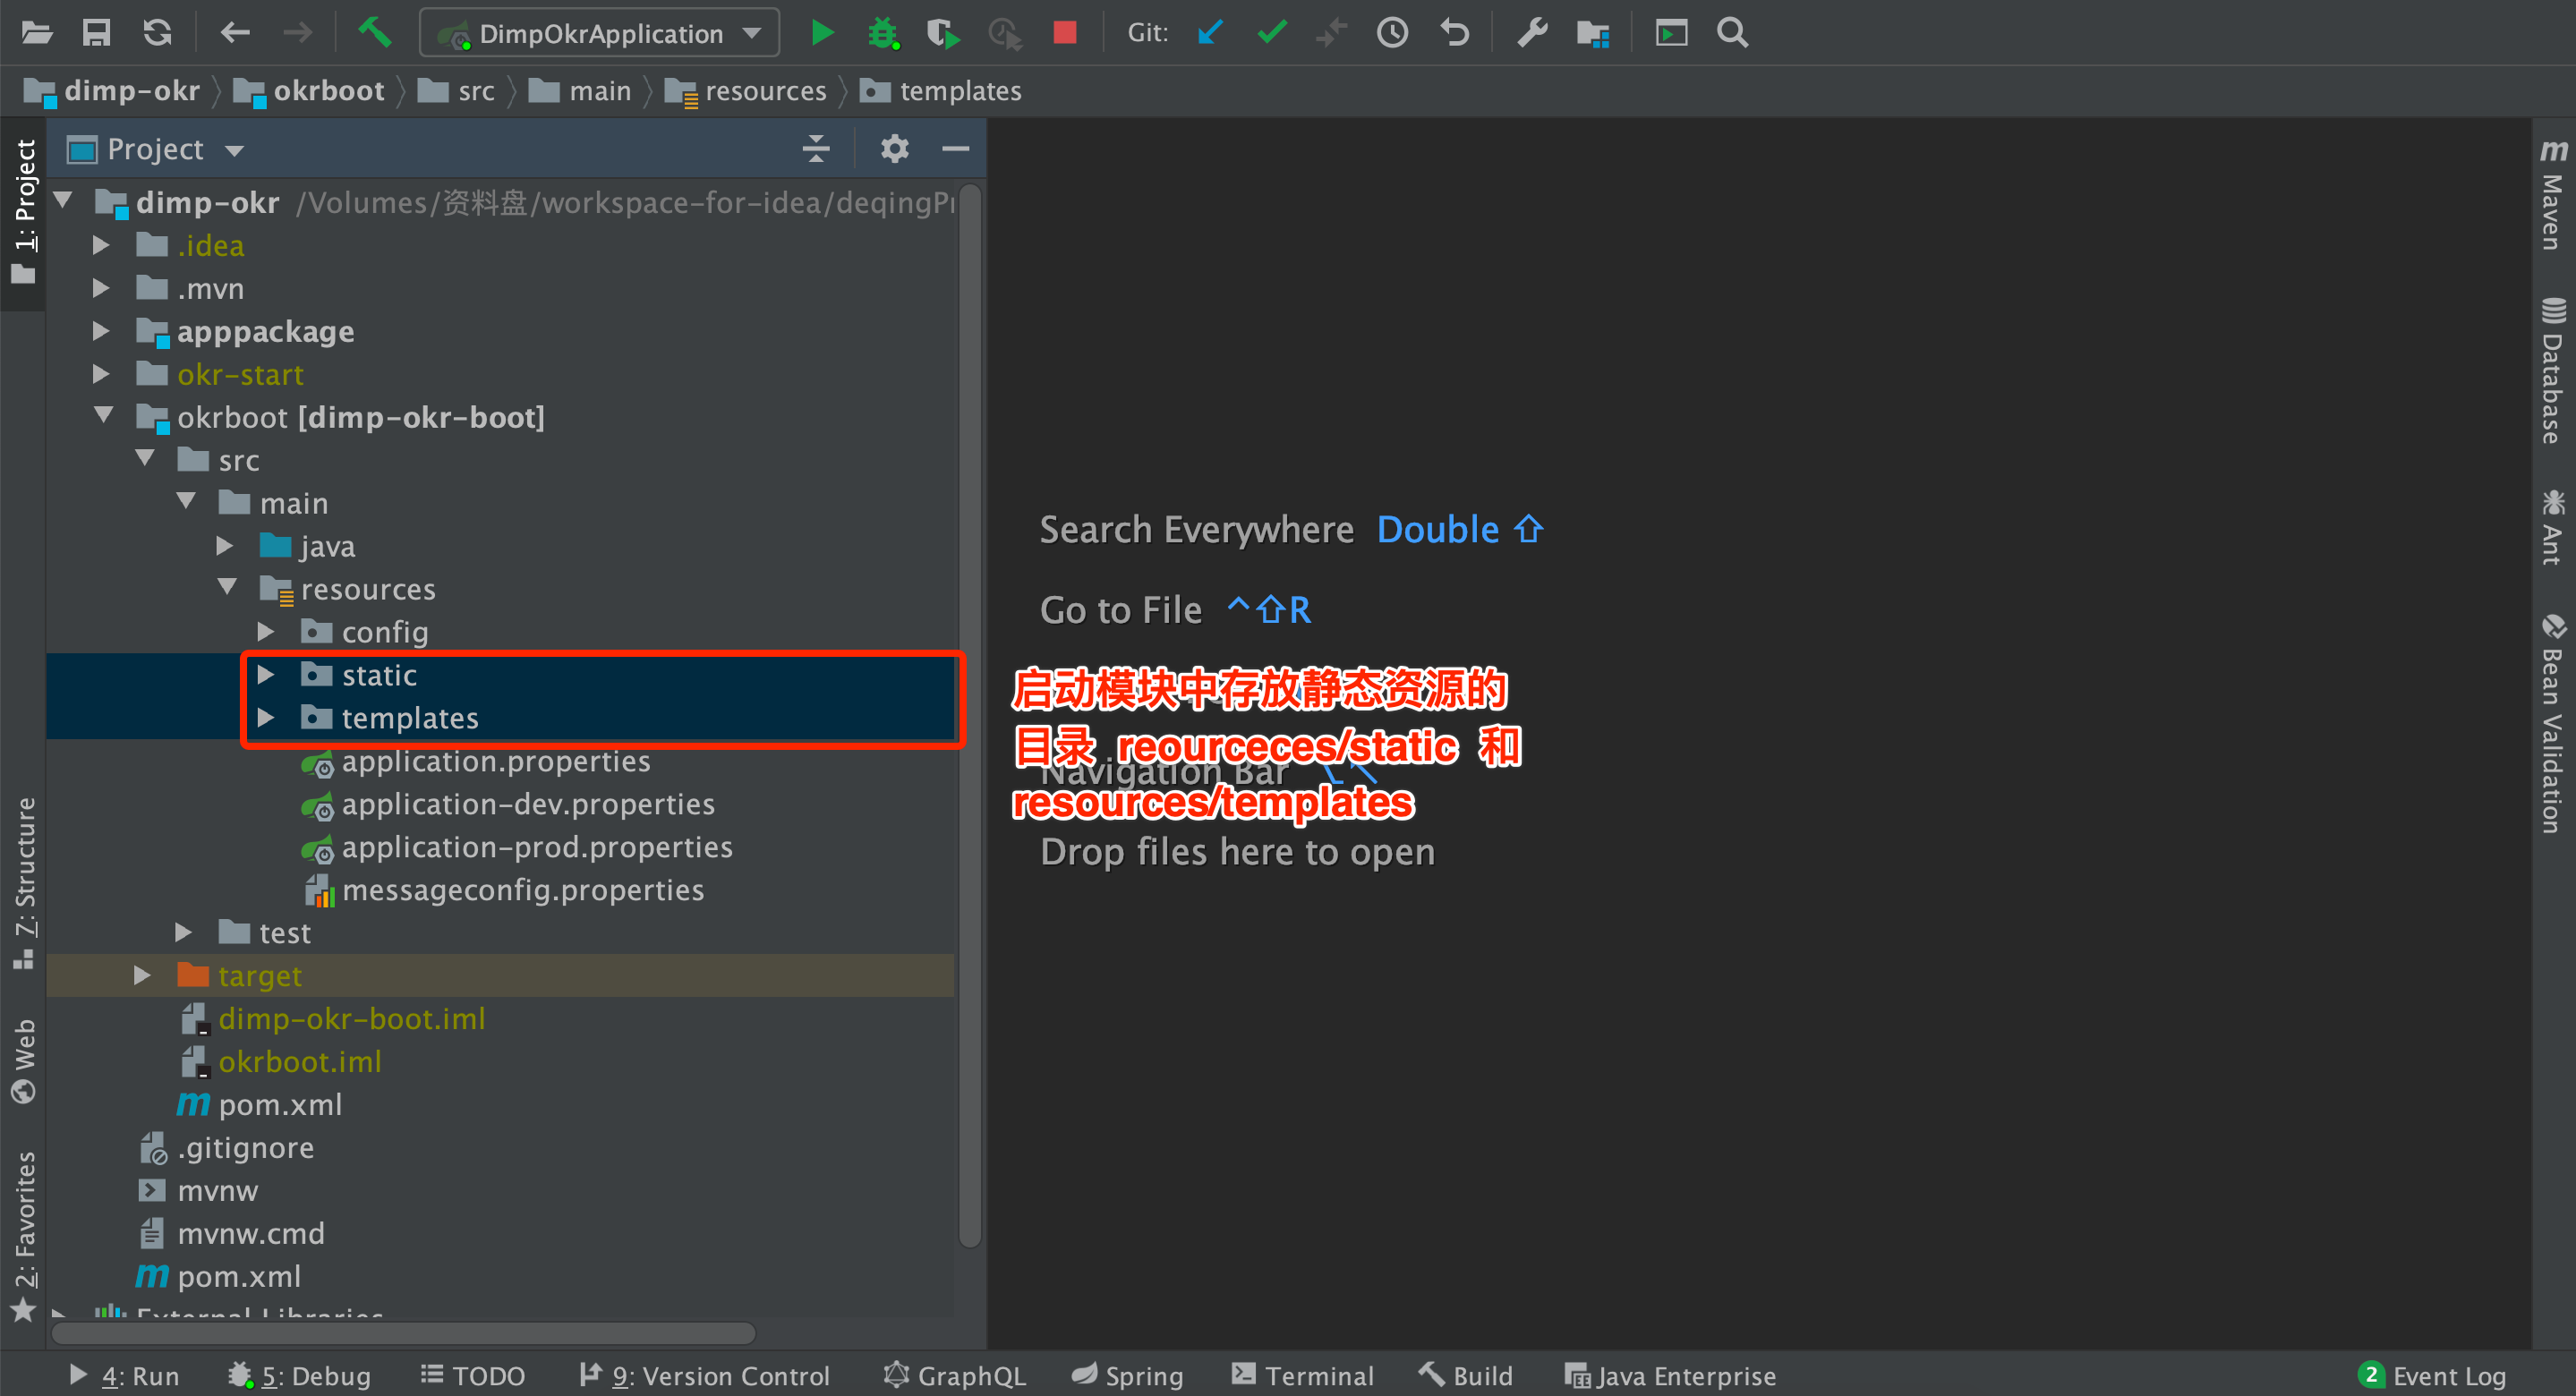 DimpOkrApplication Git:
dimp-okr okrboot src main resources templates
Project
1: Project
7: Structure
Web
2: Favorites
dimp-okr /Volumes/资料盘/workspace-for-idea/deqingPr
.idea
.mvn
apppackage
okr-start
okrboot [dimp-okr-boot]
src
main
java
resources
config
static
templates
application.properties
application-dev.properties
application-prod.properties
messageconfig.properties
test
target
dimp-okr-boot.iml
okrboot.iml
m pom.xml
.gitignore
mvnw
mvnw.cmd
m pom.xml
External Libraries
Search Everywhere Double ⇧
Go to File ^⇧R
启动模块中存放静态资源的
目录 reourceces/static 和
Navigation Bar
resources/templates
Drop files here to open
m Maven
Database
Ant
Bean Validation
4: Run 5: Debug TODO 9: Version Control GraphQL Spring Terminal Build Java Enterprise 2 Event Log